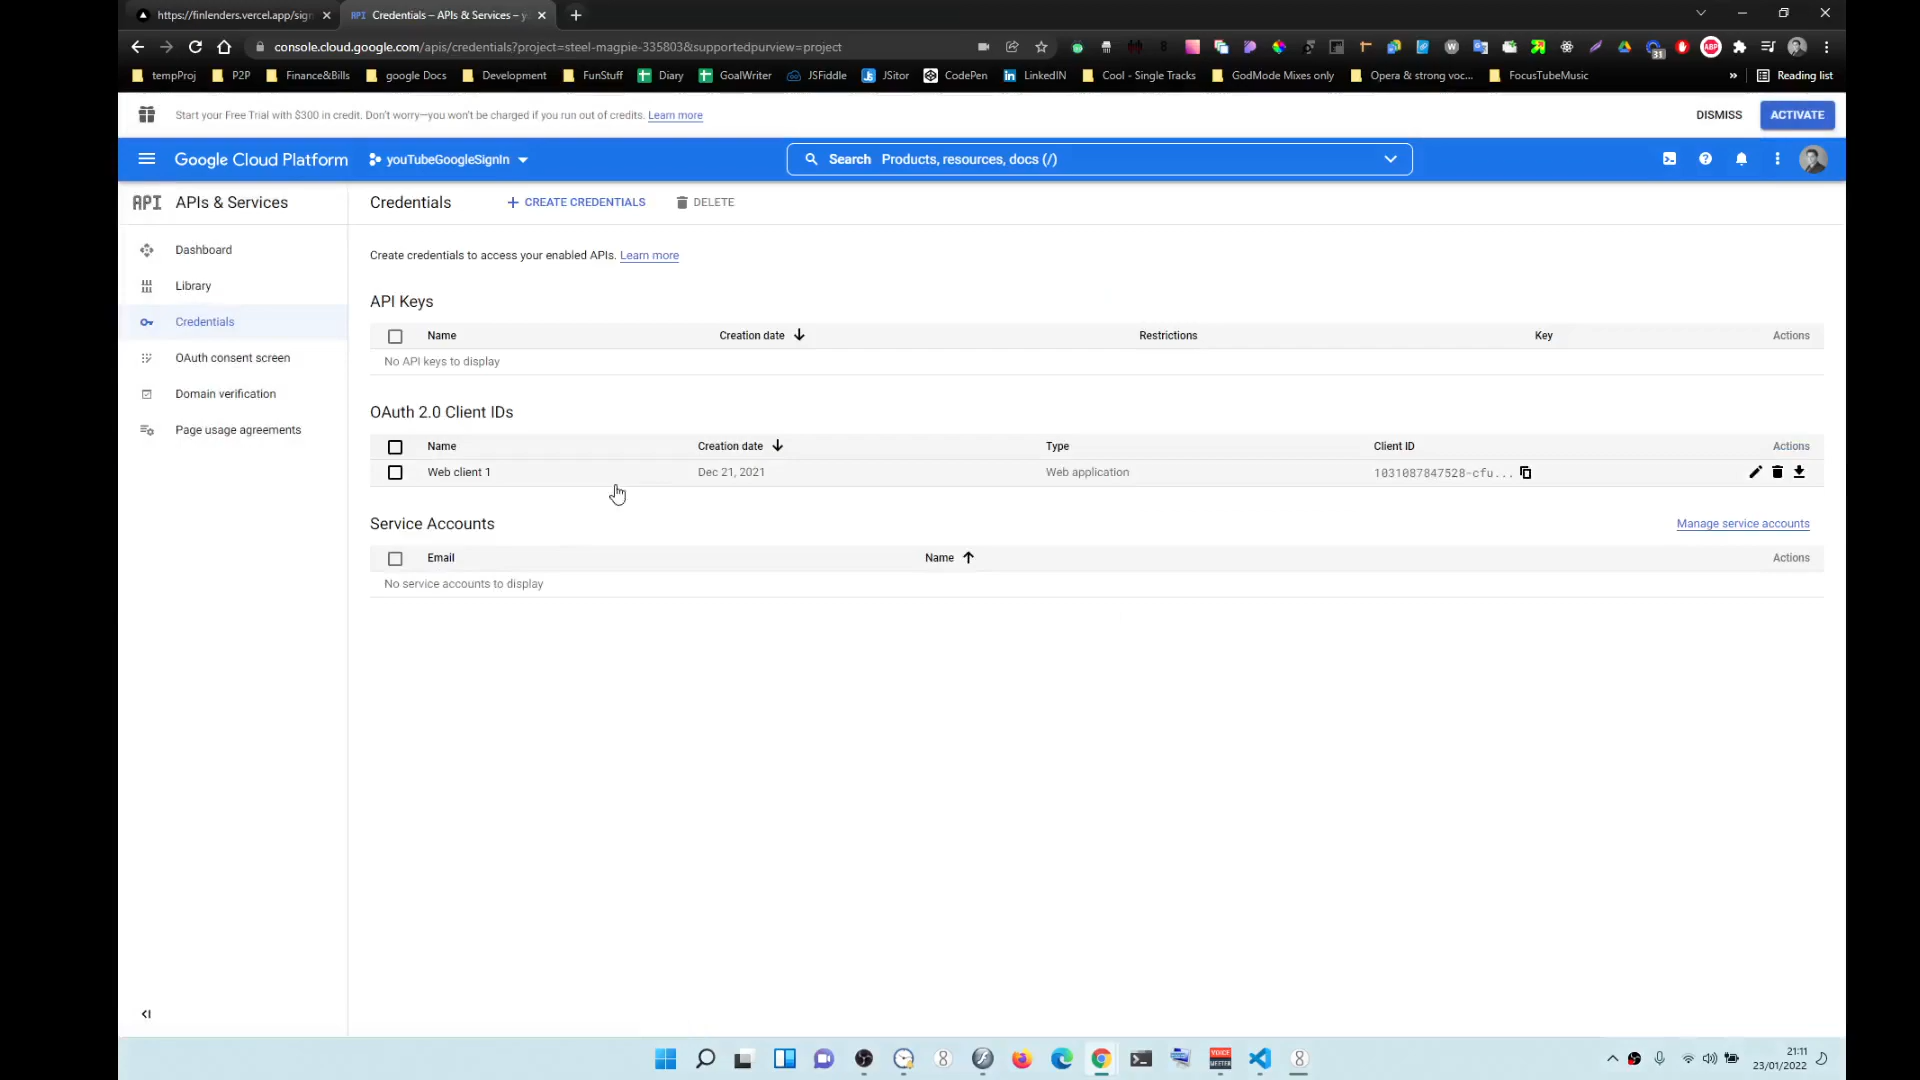 https://finlenders.vercel.app/sign
API Credentials – APIs & Services – y
console.cloud.google.com/apis/credentials?project=steel-magpie-335803&supportedpurview=project
tempProj P2P Finance&Bills google Docs Development FunStuff Diary GoalWriter JSFiddle JSitor CodePen LinkedIN Cool - Single Tracks GodMode Mixes only Opera & strong voc... FocusTubeMusic » Reading list
Start your Free Trial with $300 in credit. Don't worry—you won't be charged if you run out of credits. Learn more DISMISS ACTIVATE
Google Cloud Platform youTubeGoogleSignIn Search Products, resources, docs (/)
API APIs & Services Credentials + CREATE CREDENTIALS DELETE
Dashboard
Library
Credentials
OAuth consent screen
Domain verification
Page usage agreements
Create credentials to access your enabled APIs. Learn more
API Keys
Name Creation date Restrictions Key Actions
No API keys to display
OAuth 2.0 Client IDs
Name Creation date Type Client ID Actions
Web client 1 Dec 21, 2021 Web application 1031087847528-cfu...
Service Accounts Manage service accounts
Email Name Actions
No service accounts to display
21:11
23/01/2022